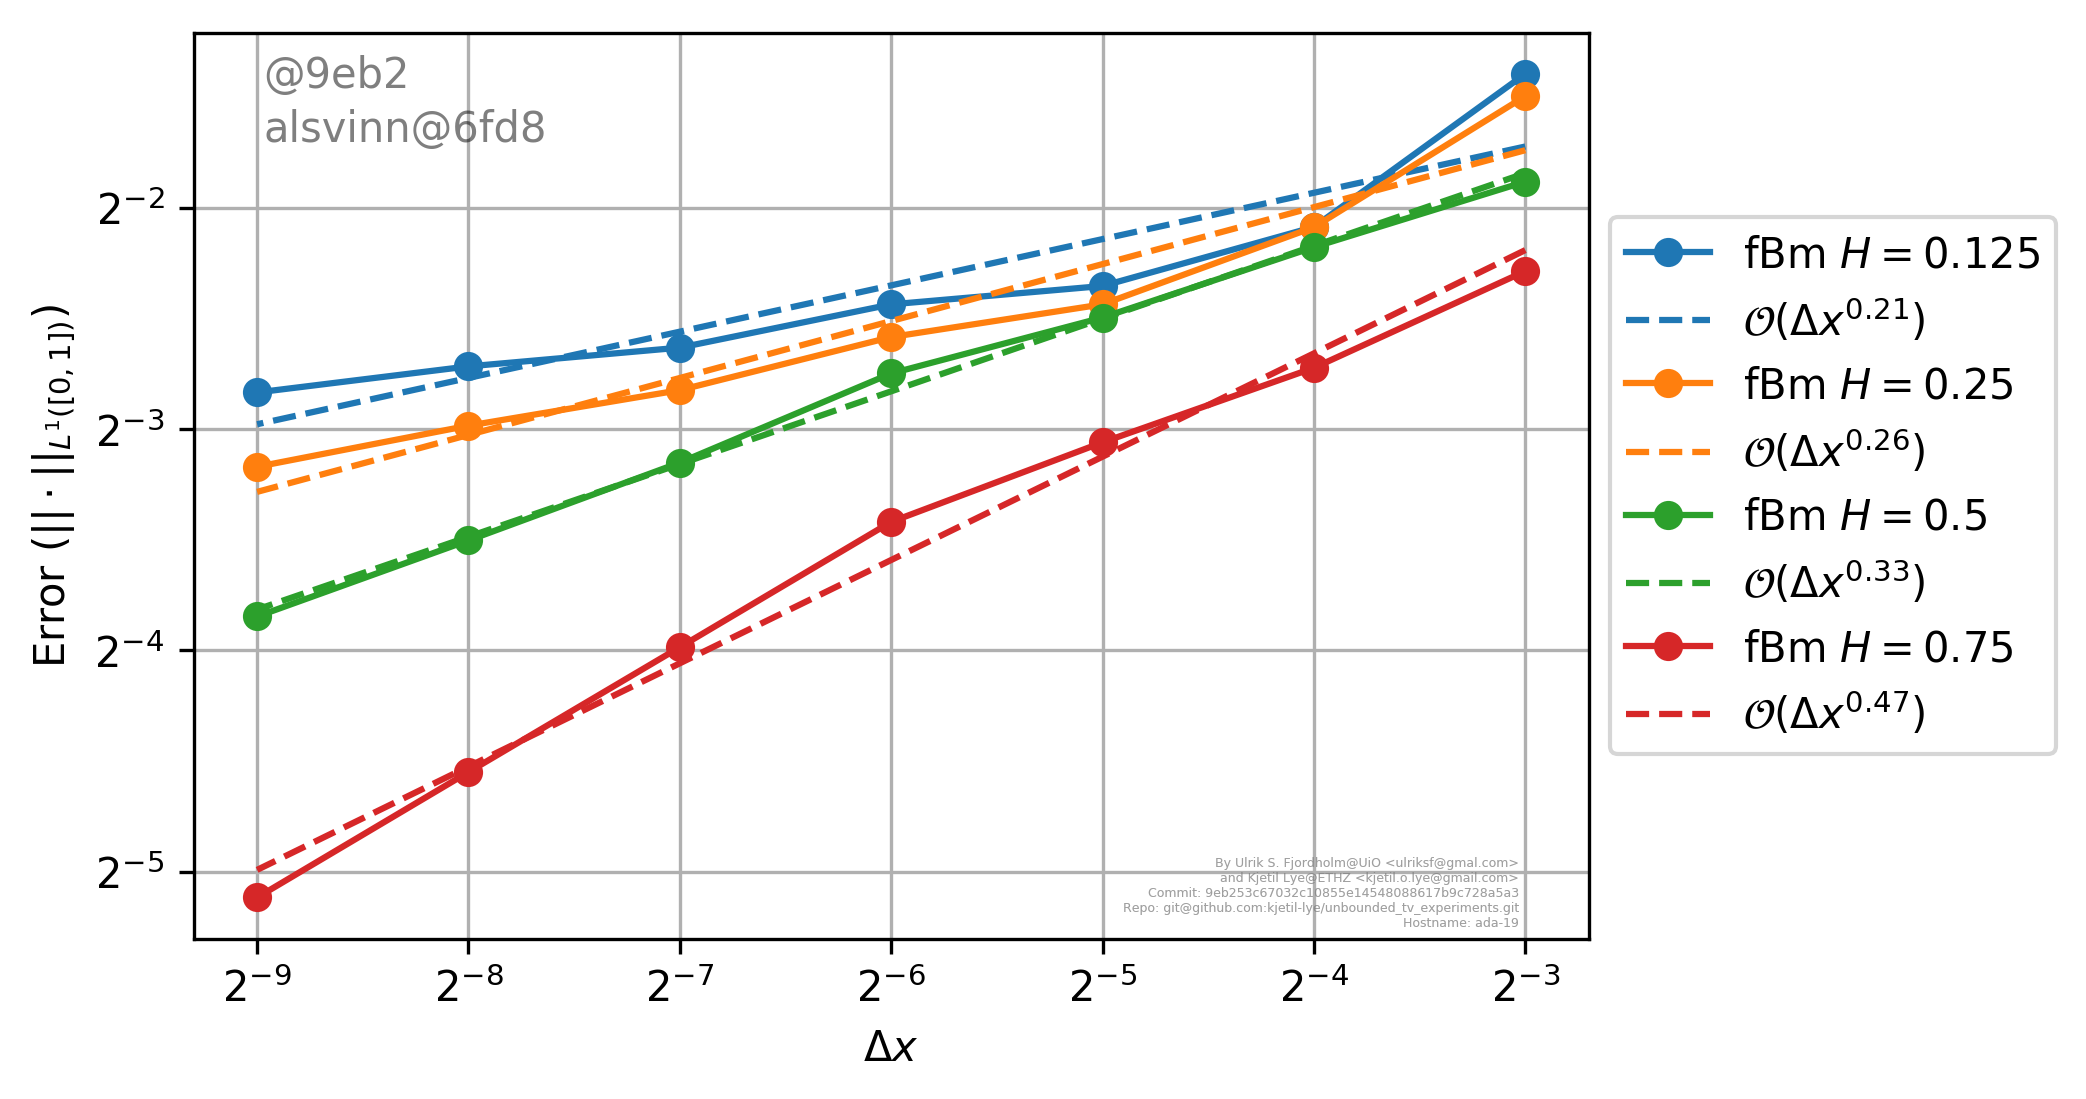 @9eb2
alsvinn@6fd8
2⁻²
2⁻³
2⁻⁴
2⁻⁵
Error (||·||_L¹([0, 1]))
2⁻⁹ 2⁻⁸ 2⁻⁷ 2⁻⁶ 2⁻⁵ 2⁻⁴ 2⁻³
Δx
By Ulrik S. Fjordholm@UiO <ulriksf@gmal.com>
and Kjetil Lye@ETHZ <kjetil.o.lye@gmail.com>
Commit: 9eb253c67032c10855e14548088617b9c728a5a3
Repo: git@github.com:kjetil-lye/unbounded_tv_experiments.git
Hostname: ada-19
fBm H = 0.125
𝒪(Δx^0.21)
fBm H = 0.25
𝒪(Δx^0.26)
fBm H = 0.5
𝒪(Δx^0.33)
fBm H = 0.75
𝒪(Δx^0.47)